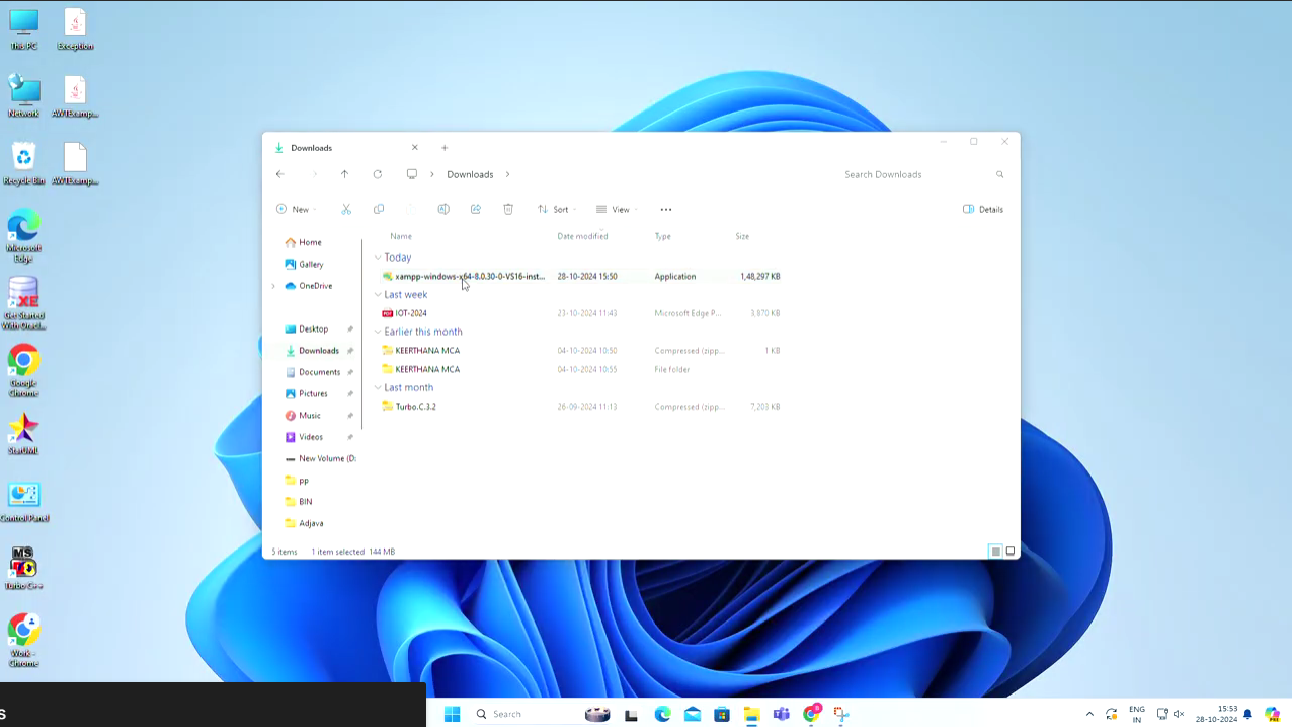 This PC
Exception
Network
AWTExamp...
Recycle Bin
AWTExamp...
Microsoft
Edge
Get Started
With Oracl...
Google
Chrome
StarUML
Control Panel
MS
Turbo C++
Work -
Chrome
Downloads
Downloads
Search Downloads
New
Sort
View
Details
Name
Date modified
Type
Size
Home
Gallery
OneDrive
Desktop
Downloads
Documents
Pictures
Music
Videos
New Volume (D:
pp
BIN
Adjava
Today
xampp-windows-x64-8.0.30-0-VS16-inst... 28-10-2024 15:50 Application 1,48,297 KB
Last week
IOT-2024 23-10-2024 11:43 Microsoft Edge P... 3,870 KB
Earlier this month
KEERTHANA MCA 04-10-2024 10:50 Compressed (zipp... 1 KB
KEERTHANA MCA 04-10-2024 10:55 File folder
Last month
Turbo.C.3.2 26-09-2024 11:13 Compressed (zipp... 7,203 KB
5 items 1 item selected 144 MB
s
Search
ENG
IN
15:53
28-10-2024